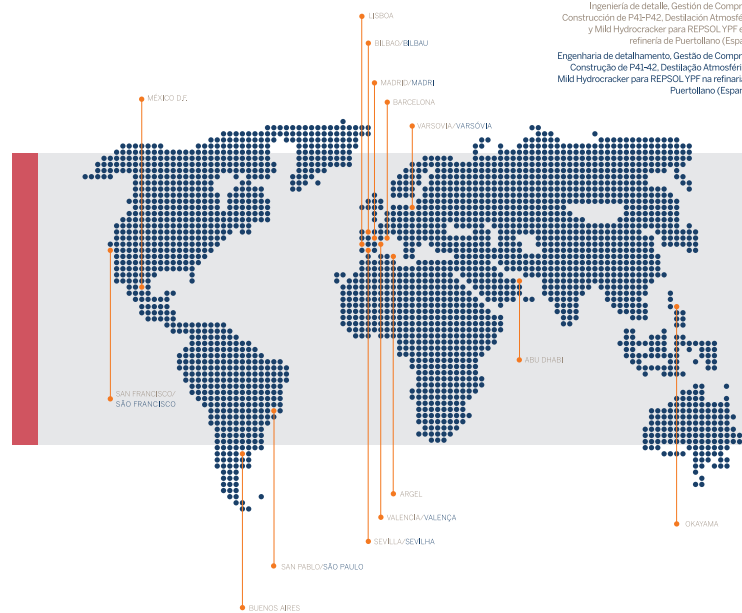 LISBOA
Ingeniería de detalle, Gestión de Compr
Construcción de P41-P42, Destilación Atmosfé
y Mild Hydrocracker para REPSOL YPF e
refinería de Puertollano (Espa
BILBAO/BILBAU
Engenharia de detalhamento, Gestão de Compr
Construção de P41-42, Destilação Atmosféri
Mild Hydrocracker para REPSOL YPF na refinaria
Puertollano (Espan
MADRID/MADRI
MÉXICO D.F.
BARCELONA
VARSOVIA/VARSÓVIA
ABU DHABI
SAN FRANCISCO/
SÃO FRANCISCO
ARGEL
VALENCIA/VALENÇA
OKAYAMA
SEVILLA/SEVILHA
SAN PABLO/SÃO PAULO
BUENOS AIRES